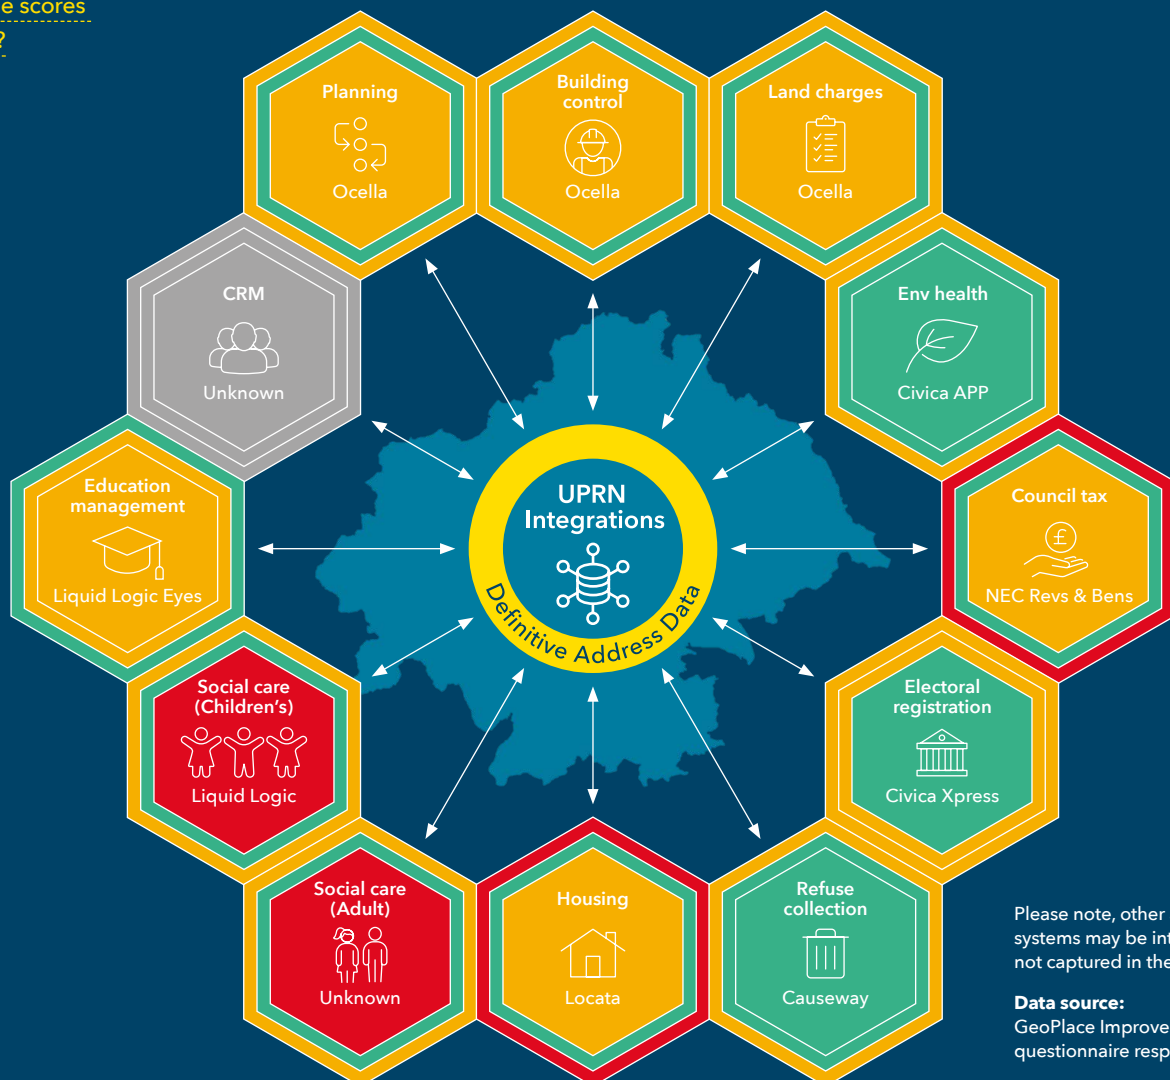 e scores
?
Planning
Ocella
Building
control
Ocella
Land charges
Ocella
CRM
Unknown
Env health
Civica APP
Education
management
Liquid Logic Eyes
UPRN
Integrations
Definitive Address Data
Council tax
£
NEC Revs & Bens
Social care
(Children's)
Liquid Logic
Electoral
registration
Civica Xpress
Social care
(Adult)
Unknown
Housing
Locata
Refuse
collection
Causeway
Please note, other
systems may be int
not captured in the
Data source:
GeoPlace Improve
questionnaire resp